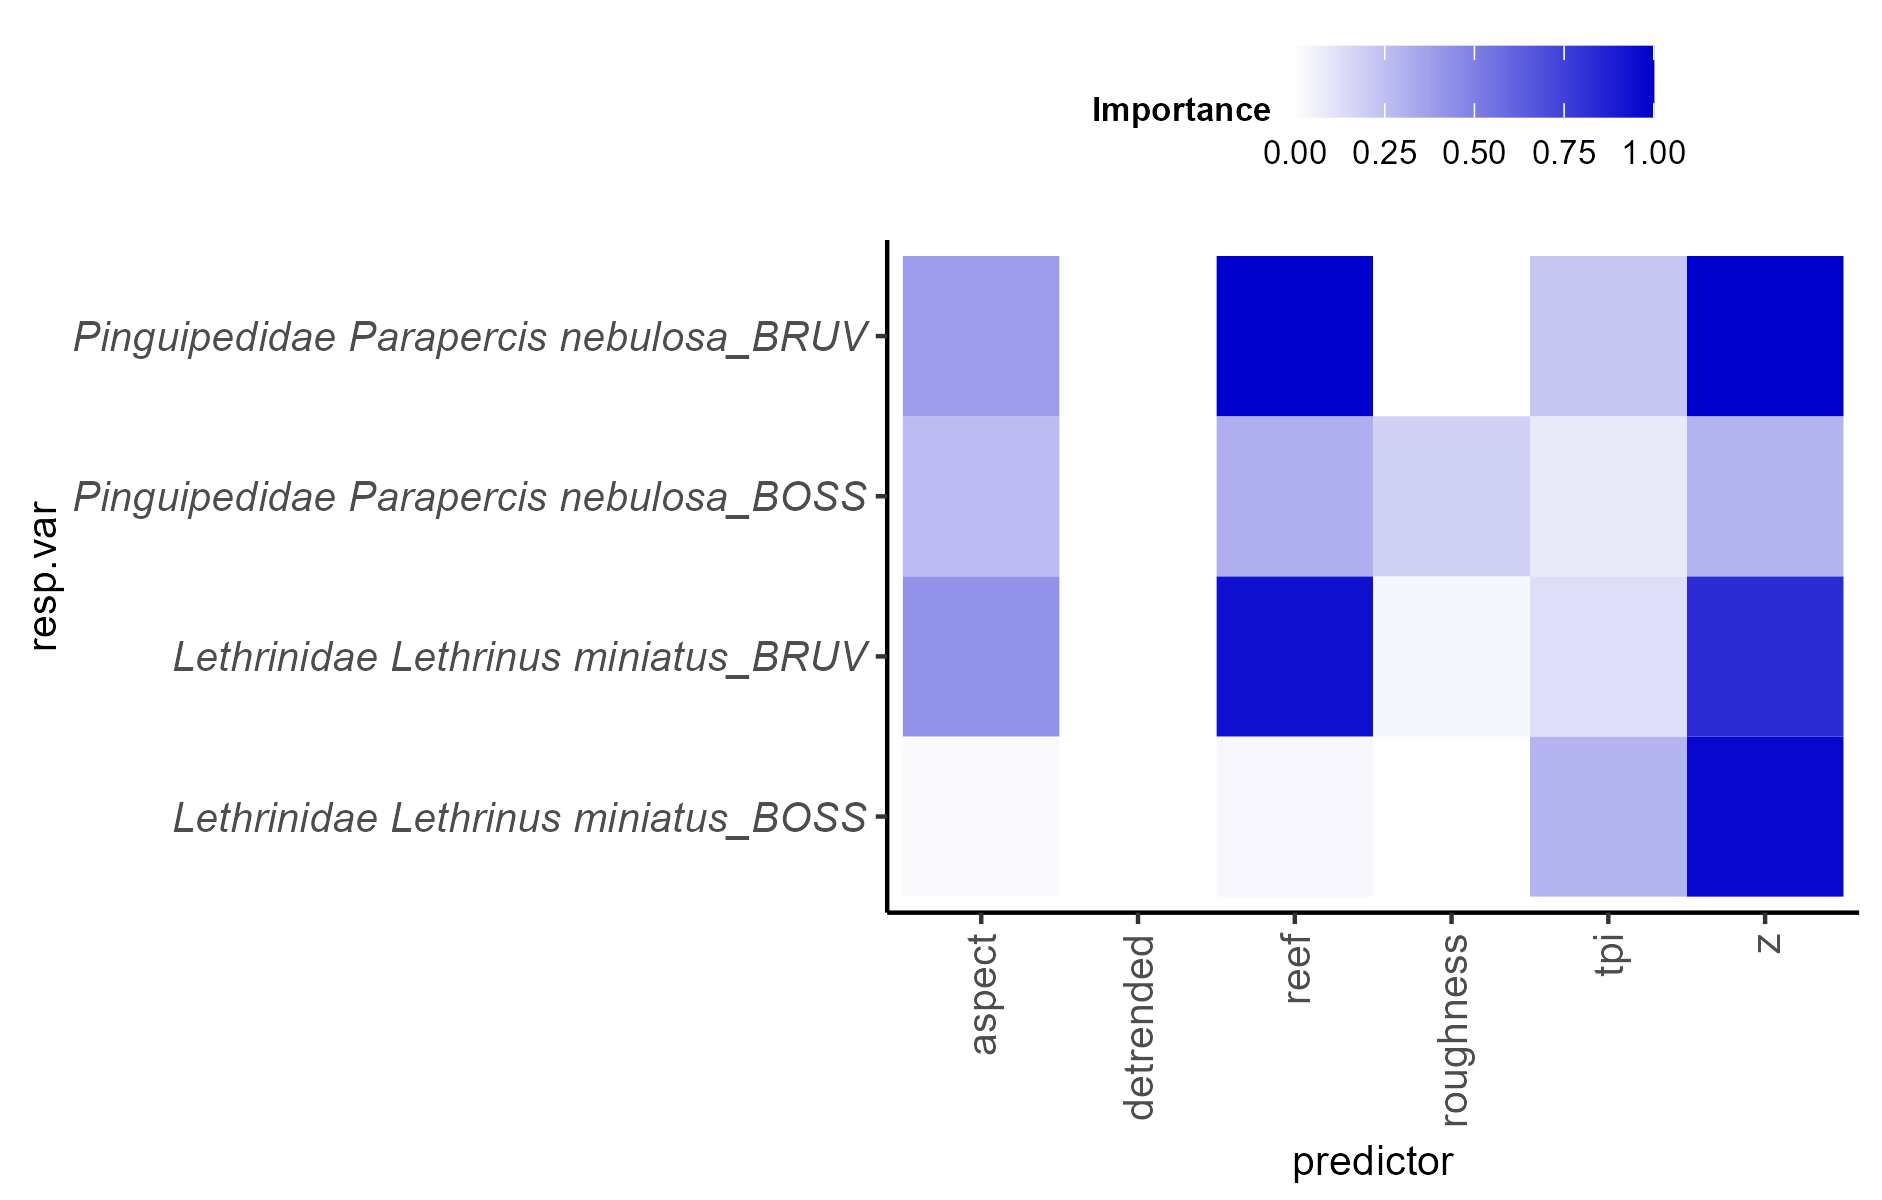 Importance
0.00 0.25 0.50 0.75 1.00
Pinguipedidae Parapercis nebulosa_BRUV
Pinguipedidae Parapercis nebulosa_BOSS
Lethrinidae Lethrinus miniatus_BRUV
Lethrinidae Lethrinus miniatus_BOSS
resp.var
aspect
detrended
reef
roughness
tpi
z
predictor